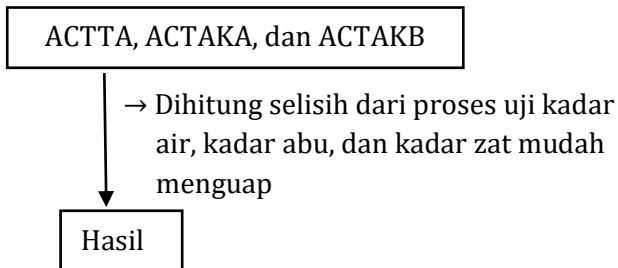 ACTTA, ACTAKA, dan ACTAKB
→ Dihitung selisih dari proses uji kadar
air, kadar abu, dan kadar zat mudah
menguap
Hasil